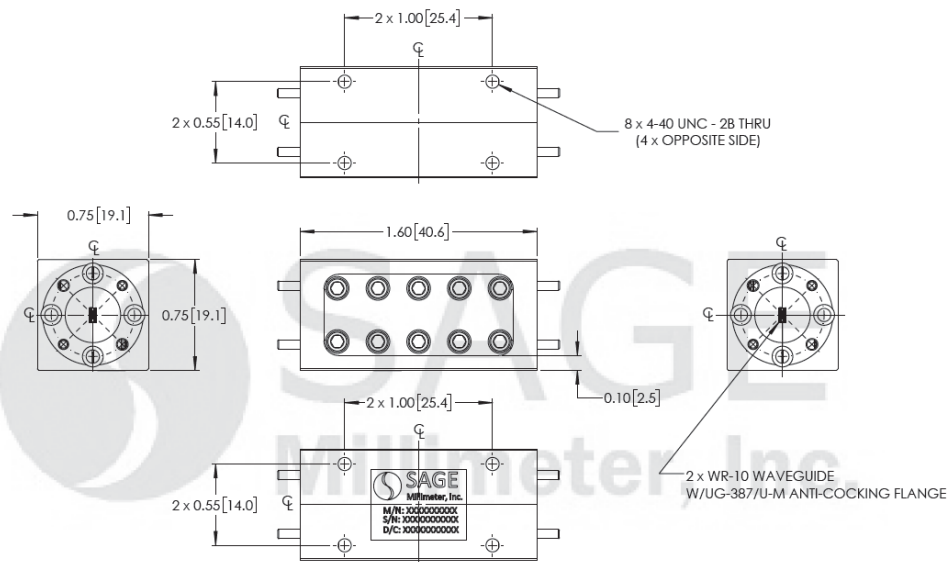 2 x 1.00[25.4]
℄
2 x 0.55[14.0]
℄
8 x 4-40 UNC - 2B THRU
(4 x OPPOSITE SIDE)
0.75[19.1]
℄
℄
0.75[19.1]
1.60[40.6]
0.10[2.5]
℄
℄
2 x WR-10 WAVEGUIDE
W/UG-387/U-M ANTI-COCKING FLANGE
2 x 1.00[25.4]
℄
2 x 0.55[14.0]
℄
SAGE
Millimeter, Inc.
M/N: XXXXXXXXXX
S/N: XXXXXXXXXXX
D/C: XXXXXXXXXXX
SAGE
Millimeter, Inc.